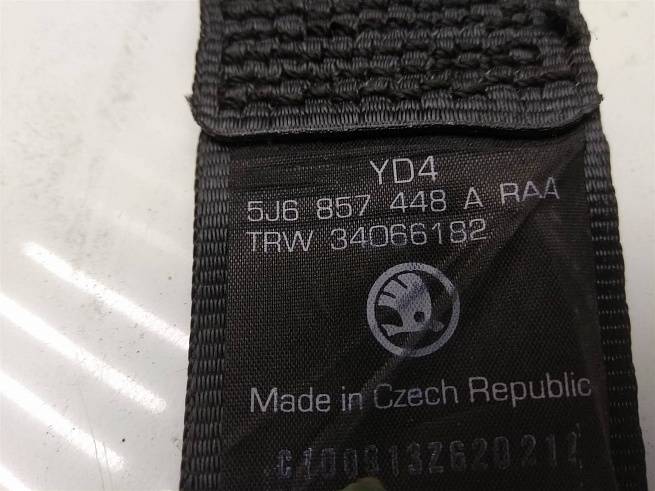 YD4
5J6 857 448 A RAA
TRW 34066182
Made in Czech Republic